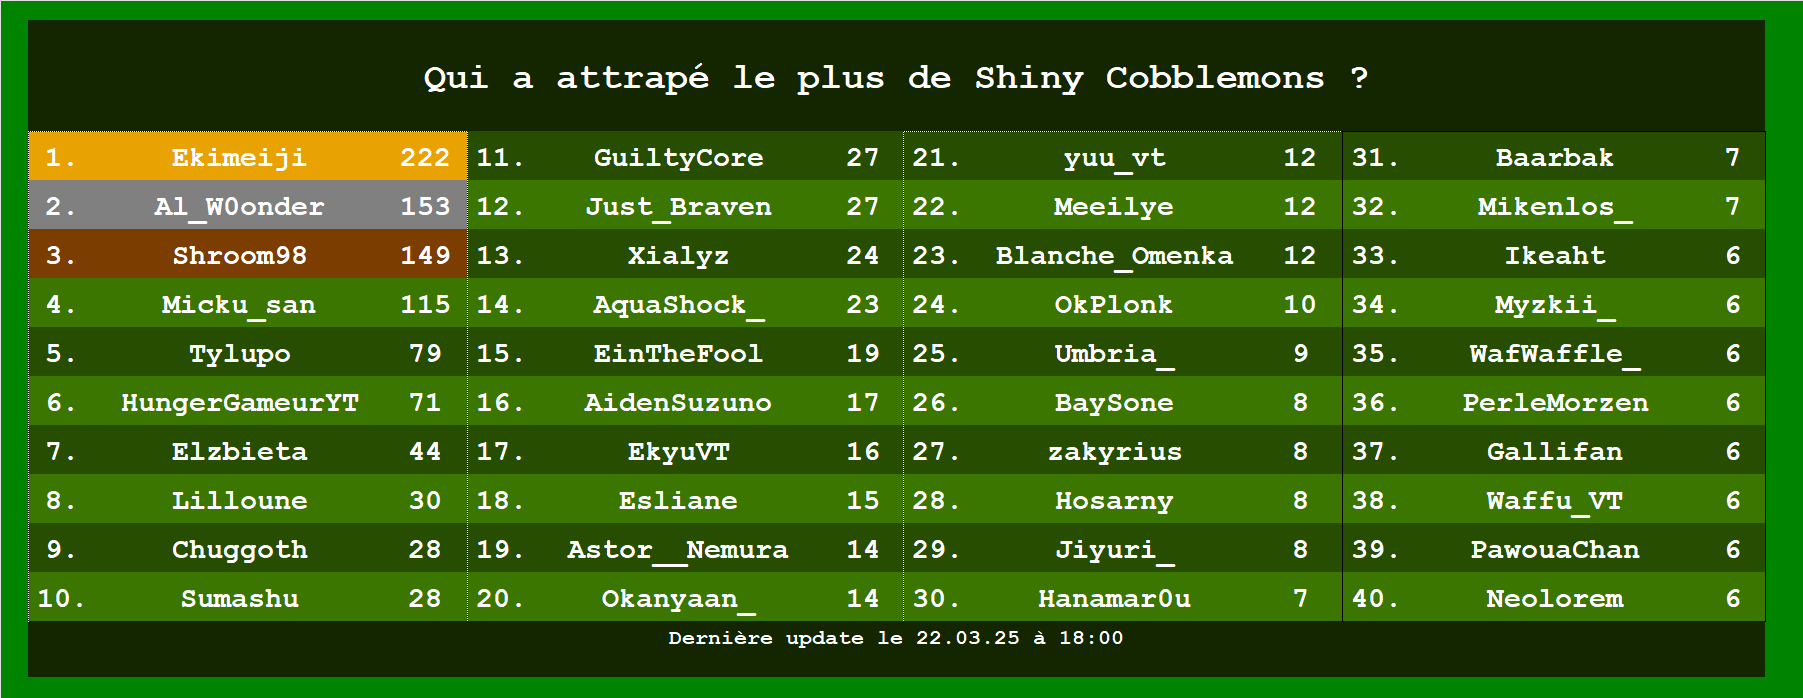 Qui a attrapé le plus de Shiny Cobblemons ?
1. Ekimeiji 222 11. GuiltyCore 27 21. yuu_vt 12 31. Baarbak 7
2. Al_W0onder 153 12. Just_Braven 27 22. Meeilye 12 32. Mikenlos_ 7
3. Shroom98 149 13. Xialyz 24 23. Blanche_Omenka 12 33. Ikeaht 6
4. Micku_san 115 14. AquaShock_ 23 24. OkPlonk 10 34. Myzkii_ 6
5. Tylupo 79 15. EinTheFool 19 25. Umbria_ 9 35. WafWaffle_ 6
6. HungerGameurYT 71 16. AidenSuzuno 17 26. BaySone 8 36. PerleMorzen 6
7. Elzbieta 44 17. EkyuVT 16 27. zakyrius 8 37. Gallifan 6
8. Lilloune 30 18. Esliane 15 28. Hosarny 8 38. Waffu_VT 6
9. Chuggoth 28 19. Astor__Nemura 14 29. Jiyuri_ 8 39. PawouaChan 6
10. Sumashu 28 20. Okanyaan_ 14 30. Hanamar0u 7 40. Neolorem 6
Dernière update le 22.03.25 à 18:00